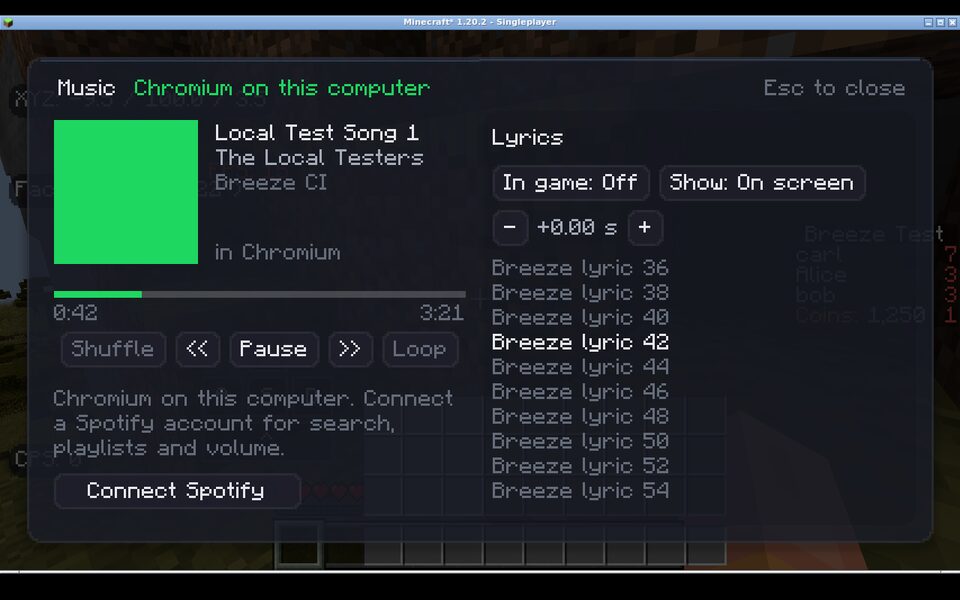 Minecraft* 1.20.2 - Singleplayer
Music Chromium on this computer
Esc to close
Local Test Song 1
The Local Testers
Breeze CI
in Chromium
0:42 3:21
Shuffle << Pause >> Loop
Chromium on this computer. Connect
a Spotify account for search,
playlists and volume.
Connect Spotify
Lyrics
In game: Off Show: On screen
- +0.00 s +
Breeze lyric 36
Breeze lyric 38
Breeze lyric 40
Breeze lyric 42
Breeze lyric 44
Breeze lyric 46
Breeze lyric 48
Breeze lyric 50
Breeze lyric 52
Breeze lyric 54
Breeze Test
carl 7
Alice 3
bob 3
Coins: 1,250 1